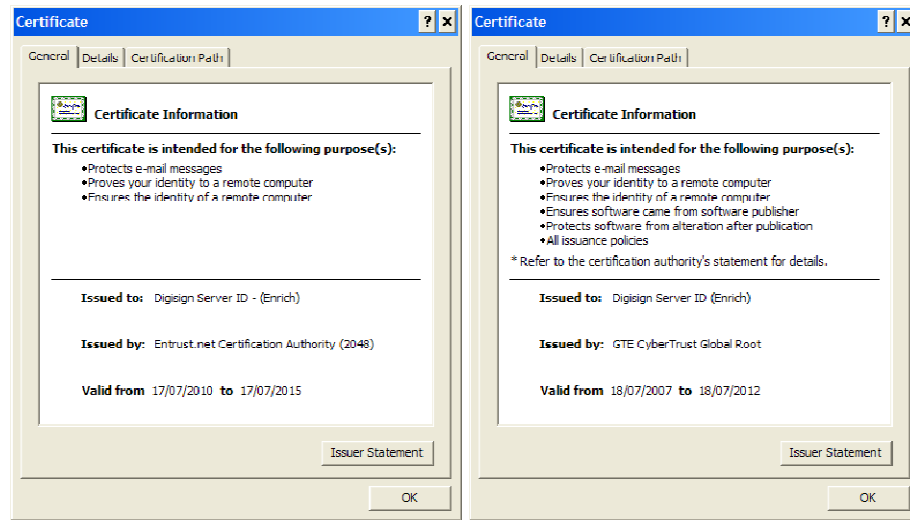 Certificate
General
Details
Certification Path
Certificate Information
This certificate is intended for the following purpose(s):
•Protects e-mail messages
•Proves your identity to a remote computer
•Ensures the identity of a remote computer
Issued to: Digisign Server ID - (Enrich)
Issued by: Entrust.net Certification Authority (2048)
Valid from 17/07/2010 to 17/07/2015
Issuer Statement
OK
Certificate
General
Details
Certification Path
Certificate Information
This certificate is intended for the following purpose(s):
•Protects e-mail messages
•Proves your identity to a remote computer
•Ensures the identity of a remote computer
•Ensures software came from software publisher
•Protects software from alteration after publication
•All issuance policies
* Refer to the certification authority's statement for details.
Issued to: Digisign Server ID (Enrich)
Issued by: GTE CyberTrust Global Root
Valid from 18/07/2007 to 18/07/2012
Issuer Statement
OK